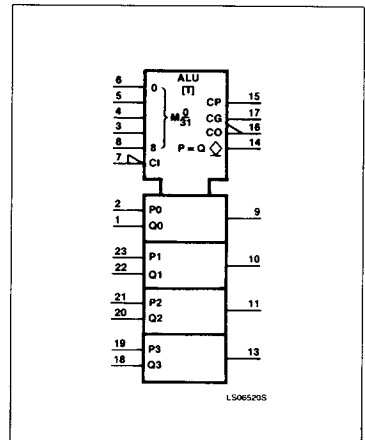 ALU
[T]
6 0
5
4
3
8 8
7 CI
M 0/31
CP 15
CG 17
CO 16
P = Q 14
2 P0
1 Q0
9
23 P1
22 Q1
10
21 P2
20 Q2
11
19 P3
18 Q3
13
LS06520S